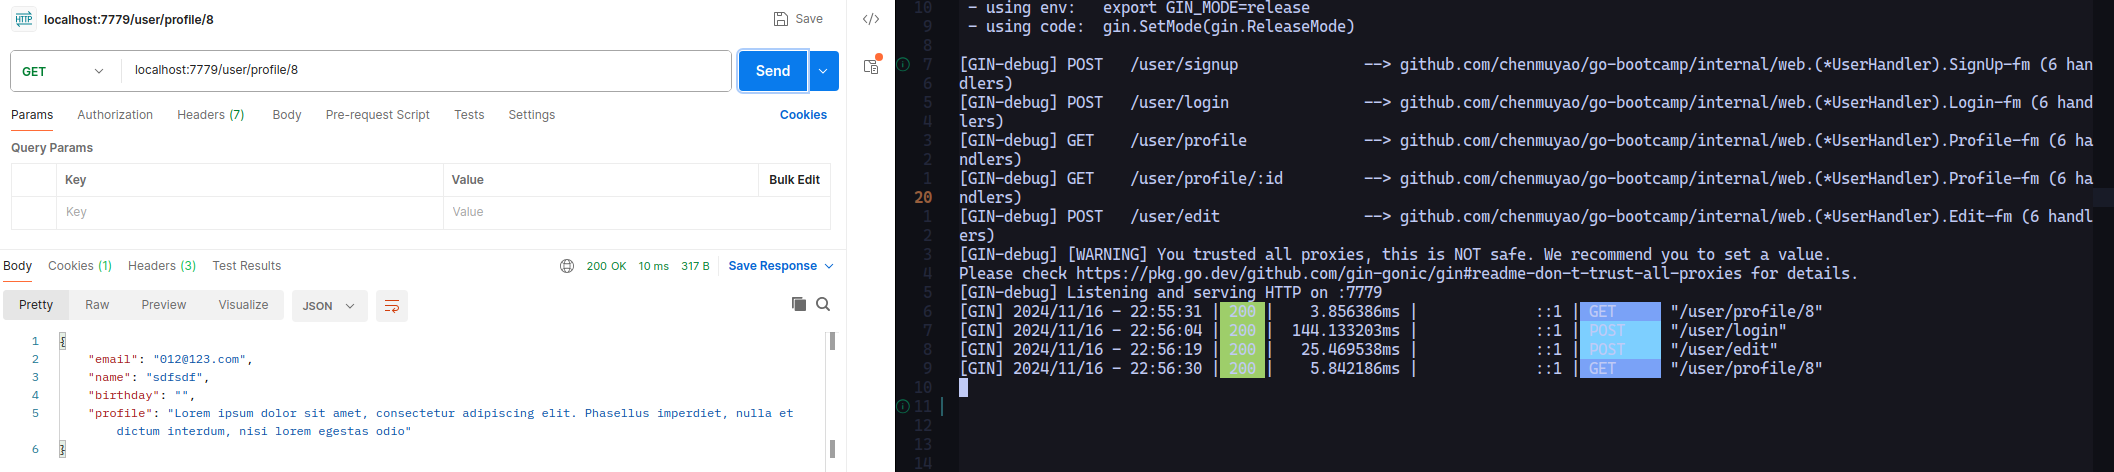 HTTP localhost:7779/user/profile/8 Save
GET localhost:7779/user/profile/8 Send
Params Authorization Headers (7) Body Pre-request Script Tests Settings Cookies
Query Params
Key Value Bulk Edit
Key Value
Body Cookies (1) Headers (3) Test Results 200 OK 10 ms 317 B Save Response
Pretty Raw Preview Visualize JSON
1 {
2 "email": "012@123.com",
3 "name": "sdfsdf",
4 "birthday": "",
5 "profile": "Lorem ipsum dolor sit amet, consectetur adipiscing elit. Phasellus imperdiet, nulla et
dictum interdum, nisi lorem egestas odio"
6 }
10 - using env: export GIN_MODE=release
9 - using code: gin.SetMode(gin.ReleaseMode)
8
7 [GIN-debug] POST /user/signup --> github.com/chenmuyao/go-bootcamp/internal/web.(*UserHandler).SignUp-fm (6 han
6 dlers)
5 [GIN-debug] POST /user/login --> github.com/chenmuyao/go-bootcamp/internal/web.(*UserHandler).Login-fm (6 hand
4 lers)
3 [GIN-debug] GET /user/profile --> github.com/chenmuyao/go-bootcamp/internal/web.(*UserHandler).Profile-fm (6 ha
2 ndlers)
1 [GIN-debug] GET /user/profile/:id --> github.com/chenmuyao/go-bootcamp/internal/web.(*UserHandler).Profile-fm (6 ha
20 ndlers)
1 [GIN-debug] POST /user/edit --> github.com/chenmuyao/go-bootcamp/internal/web.(*UserHandler).Edit-fm (6 handl
2 ers)
3 [GIN-debug] [WARNING] You trusted all proxies, this is NOT safe. We recommend you to set a value.
4 Please check https://pkg.go.dev/github.com/gin-gonic/gin#readme-don-t-trust-all-proxies for details.
5 [GIN-debug] Listening and serving HTTP on :7779
6 [GIN] 2024/11/16 - 22:55:31 | 200 | 3.856386ms | ::1 | GET "/user/profile/8"
7 [GIN] 2024/11/16 - 22:56:04 | 200 | 144.133203ms | ::1 | POST "/user/login"
8 [GIN] 2024/11/16 - 22:56:19 | 200 | 25.469538ms | ::1 | POST "/user/edit"
9 [GIN] 2024/11/16 - 22:56:30 | 200 | 5.842186ms | ::1 | GET "/user/profile/8"
10
11
12
13
14